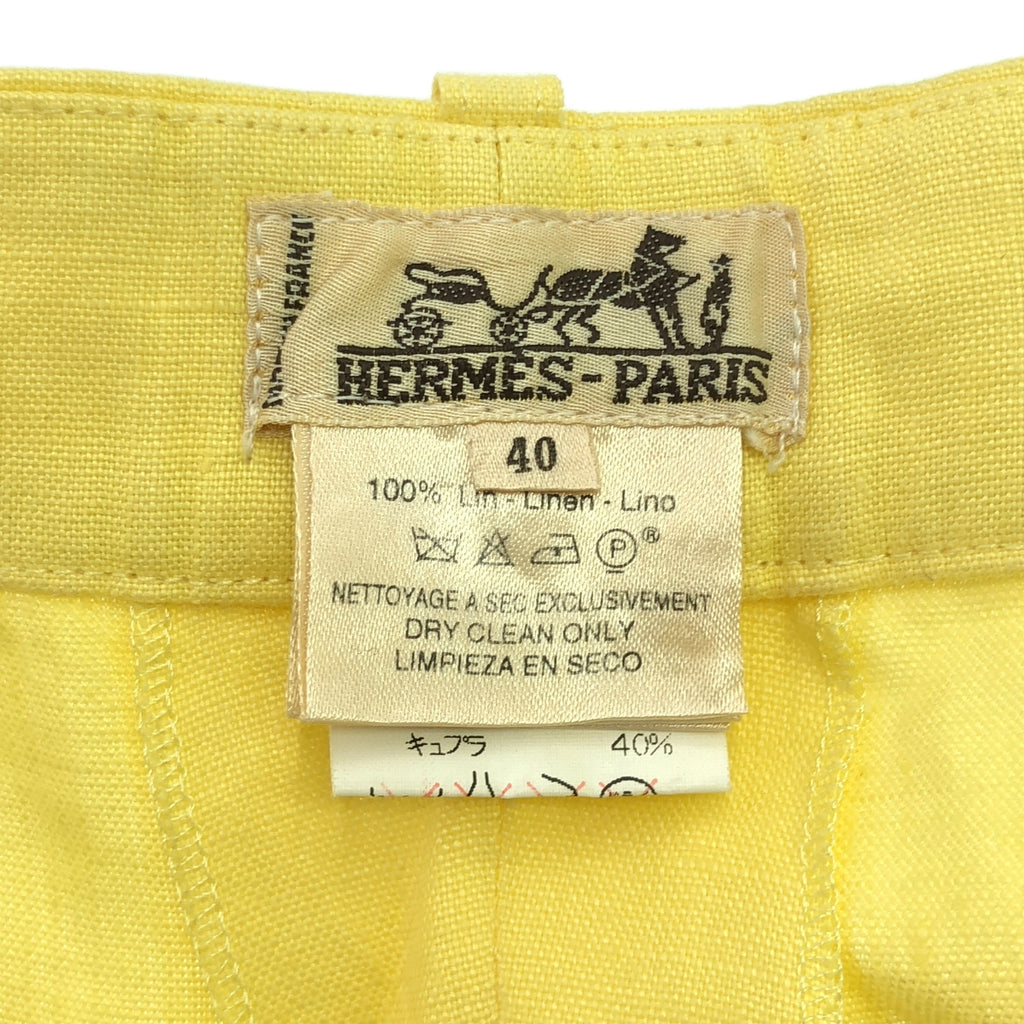 MADE IN FRANCE
HERMÈS-PARIS
40
100% Lin - Linen - Lino
P®
NETTOYAGE A SEC EXCLUSIVEMENT
DRY CLEAN ONLY
LIMPIEZA EN SECO
キュプラ 40%